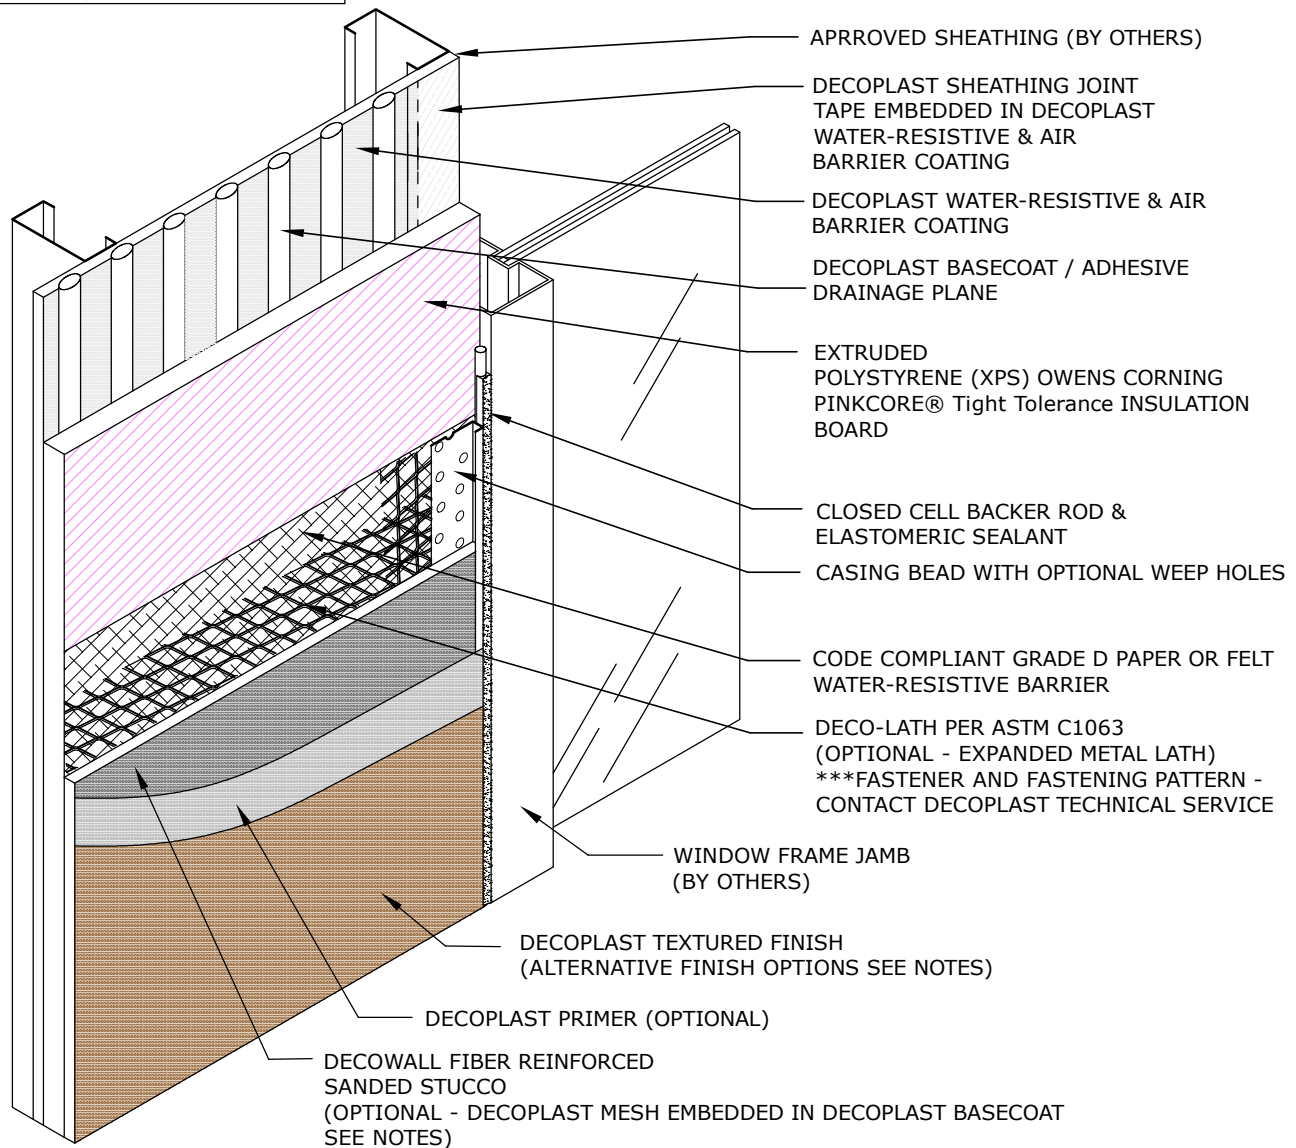 APRROVED SHEATHING (BY OTHERS)
DECOPLAST SHEATHING JOINT
TAPE EMBEDDED IN DECOPLAST
WATER-RESISTIVE & AIR
BARRIER COATING
DECOPLAST WATER-RESISTIVE & AIR
BARRIER COATING
DECOPLAST BASECOAT / ADHESIVE
DRAINAGE PLANE
EXTRUDED
POLYSTYRENE (XPS) OWENS CORNING
PINKCORE® Tight Tolerance INSULATION
BOARD
CLOSED CELL BACKER ROD &
ELASTOMERIC SEALANT
CASING BEAD WITH OPTIONAL WEEP HOLES
CODE COMPLIANT GRADE D PAPER OR FELT
WATER-RESISTIVE BARRIER
DECO-LATH PER ASTM C1063
(OPTIONAL - EXPANDED METAL LATH)
***FASTENER AND FASTENING PATTERN -
CONTACT DECOPLAST TECHNICAL SERVICE
WINDOW FRAME JAMB
(BY OTHERS)
DECOPLAST TEXTURED FINISH
(ALTERNATIVE FINISH OPTIONS SEE NOTES)
DECOPLAST PRIMER (OPTIONAL)
DECOWALL FIBER REINFORCED
SANDED STUCCO
(OPTIONAL - DECOPLAST MESH EMBEDDED IN DECOPLAST BASECOAT
SEE NOTES)